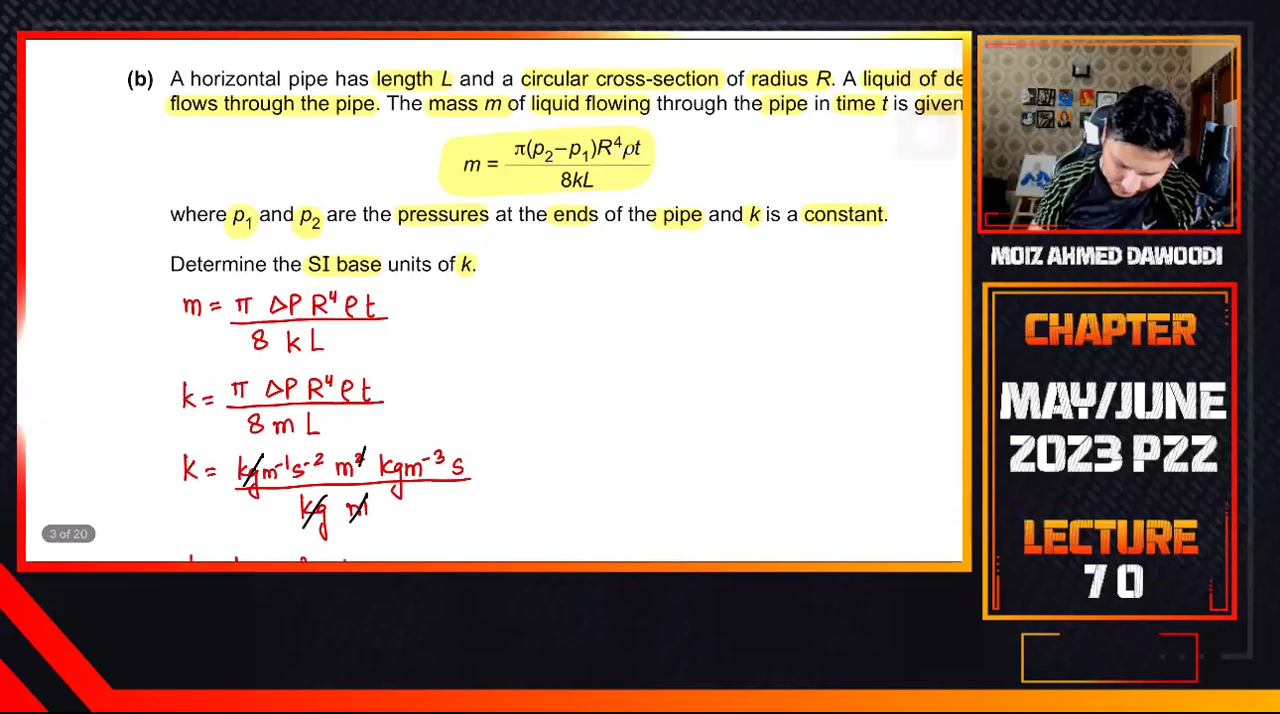 (b) A horizontal pipe has length L and a circular cross-section of radius R. A liquid of de
flows through the pipe. The mass m of liquid flowing through the pipe in time t is given
m = π(p₂–p₁)R⁴ρt / 8kL
where p₁ and p₂ are the pressures at the ends of the pipe and k is a constant.
Determine the SI base units of k.
m = π ΔP R⁴ ρ t / 8 k L
k = π ΔP R⁴ ρ t / 8 m L
k = kgm⁻¹s⁻² m⁴ kgm⁻³ s / kg m
3 of 20
MOIZ AHMED DAWOODI
CHAPTER
MAY/JUNE
2023 P22
LECTURE
70